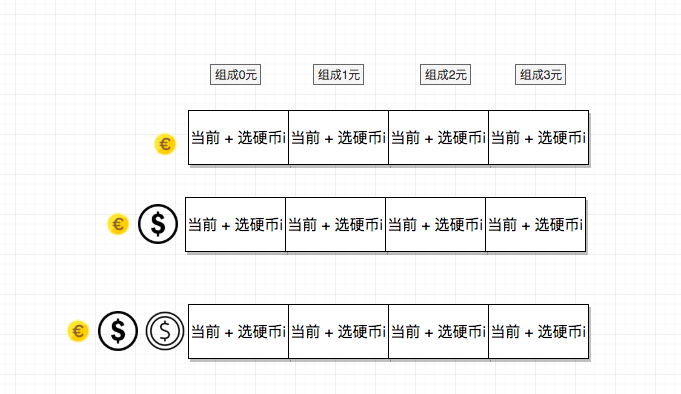 组成0元 组成1元 组成2元 组成3元
€ 当前 + 选硬币i 当前 + 选硬币i 当前 + 选硬币i 当前 + 选硬币i
€ $ 当前 + 选硬币i 当前 + 选硬币i 当前 + 选硬币i 当前 + 选硬币i
€ $ $ 当前 + 选硬币i 当前 + 选硬币i 当前 + 选硬币i 当前 + 选硬币i